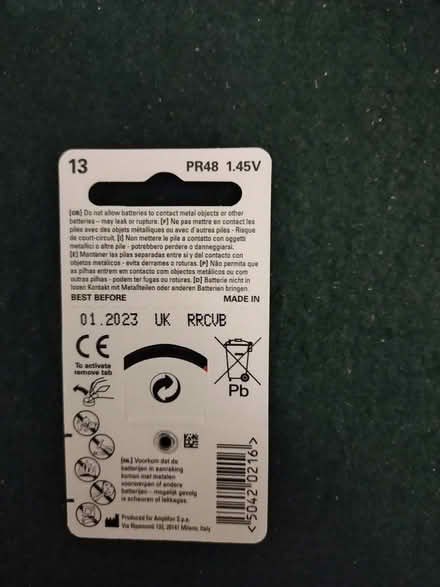 13 PR48 1.45V
[GB] Do not allow batteries to contact metal objects or other
batteries – may leak or rupture. [F] Ne pas mettre en contact les
piles avec des objets métalliques ou avec d'autres piles - Risque
de court-circuit. [I] Non mettere le pile a contatto con oggetti
metallici o altre pile - potrebbero perdere o danneggiarsi.
[E] Mantener las pilas separadas entre sí y del contacto con
objetos metálicos - evita derrames o roturas. [P] Não permita que
as pilhas entrem em contacto com objectos metálicos ou com
outras pilhas - podem ter fugas ou roturas. [D] Batterie nicht in
losen Kontakt mit Metallteilen oder anderen Batterien bringen.
BEST BEFORE MADE IN
01.2023 UK RRCVB
CE
To activate
remove tab
Pb
[NL] Voorkom dat de
batterijen in aanraking
komen met metalen
voorwerpen of andere
batterijen – mogelijk gevolg
is scheuren of lekkages.
Produced for Amplifon S.p.a.
Via Ripamonti 133, 20141 Milano, Italy
<5042 0216>